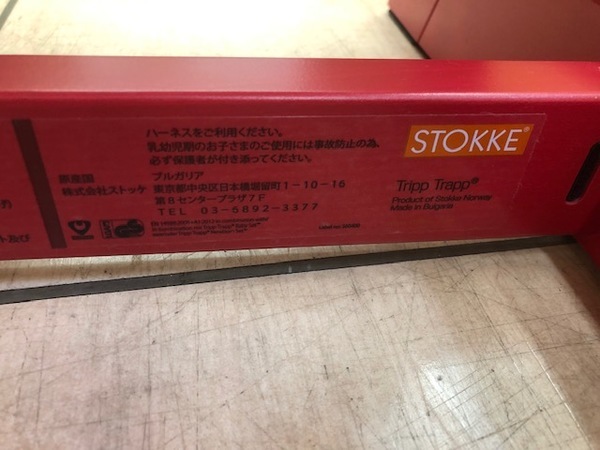 ハーネスをご利用ください。
乳幼児期のお子さまのご使用には事故防止の為、
必ず保護者が付き添ってください。
原産国 ブルガリア
株式会社ストッケ 東京都中央区日本橋堀留町1-10-16
第8センタープラザ7F
TEL 03-6892-3377
ト及び
STOKKE®
Tripp Trapp®
Product of Stokke Norway
Made in Bulgaria